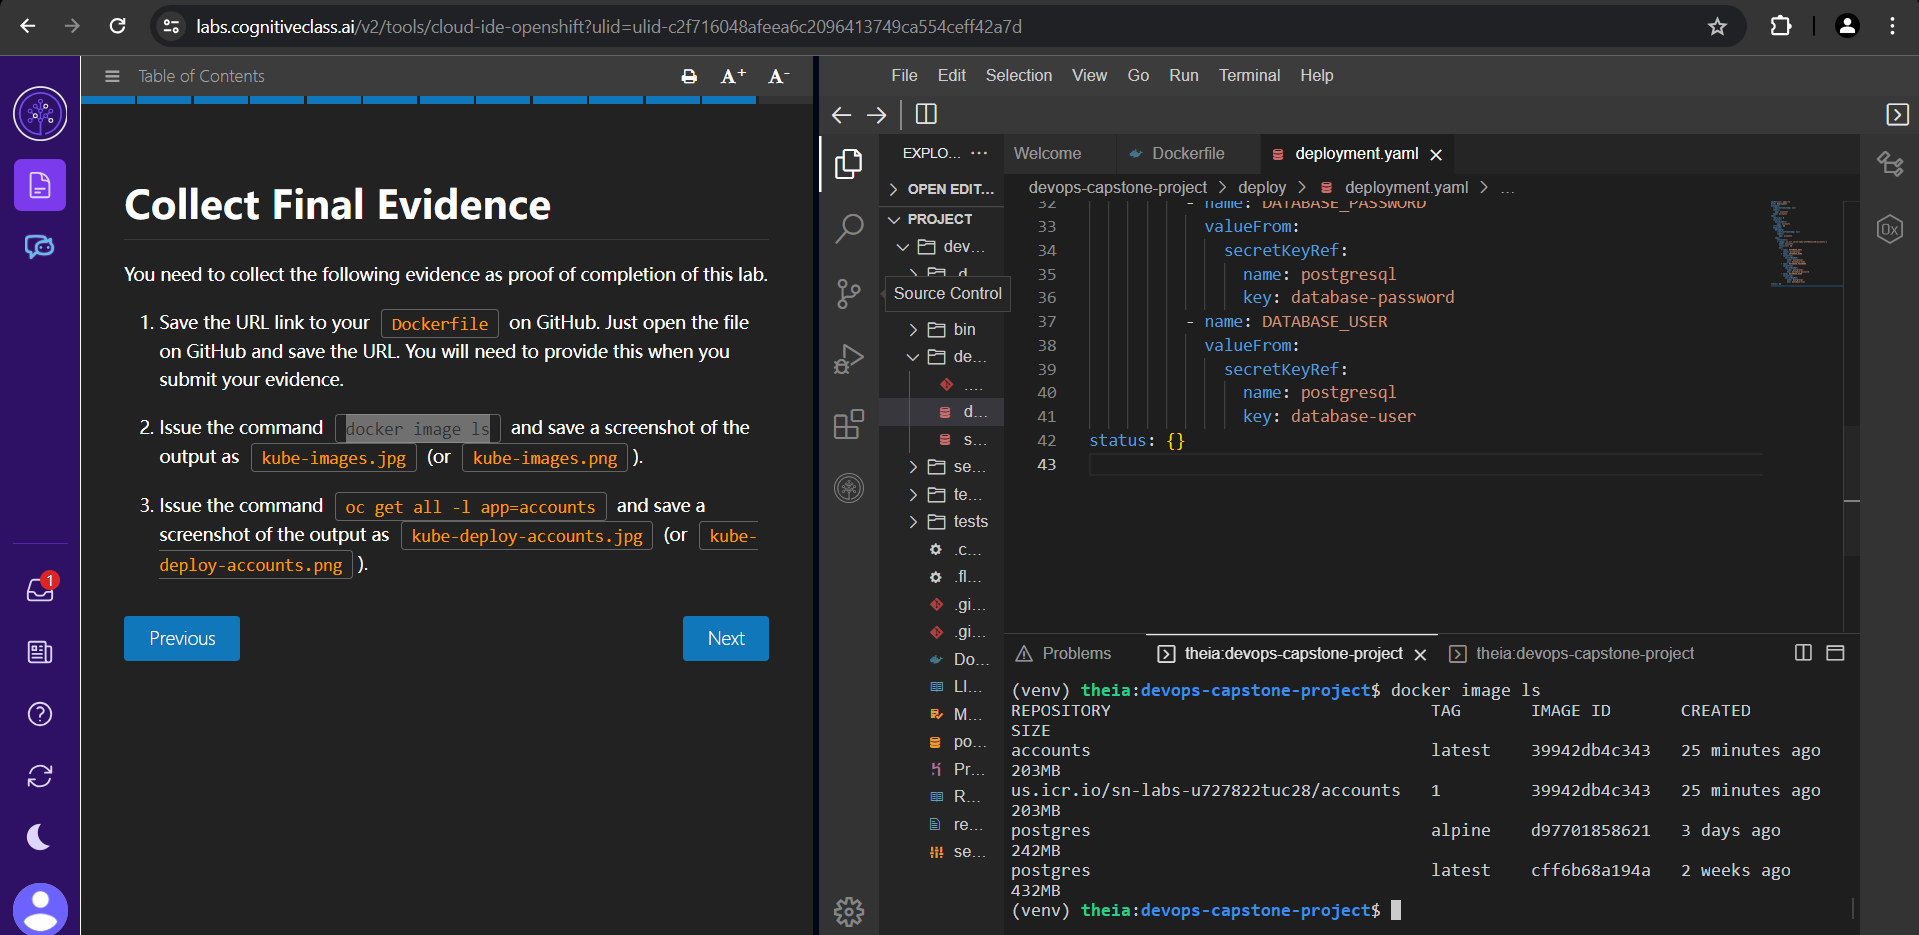 labs.cognitiveclass.ai/v2/tools/cloud-ide-openshift?ulid=ulid-c2f716048afeea6c2096413749ca554ceff42a7d
Table of Contents
A+ A-
Collect Final Evidence
You need to collect the following evidence as proof of completion of this lab.
1. Save the URL link to your Dockerfile on GitHub. Just open the file
on GitHub and save the URL. You will need to provide this when you
submit your evidence.
2. Issue the command docker image ls and save a screenshot of the
output as kube-images.jpg (or kube-images.png ).
3. Issue the command oc get all -l app=accounts and save a
screenshot of the output as kube-deploy-accounts.jpg (or kube-
deploy-accounts.png ).
Previous Next
1
File Edit Selection View Go Run Terminal Help
EXPLO... ...
OPEN EDIT...
PROJECT
dev...
Source Control
bin
de...
....
d...
s...
se...
te...
tests
.c...
.fl...
.gi...
.gi...
Do...
LI...
M...
po...
Pr...
R...
re...
se...
Welcome Dockerfile deployment.yaml
devops-capstone-project > deploy > deployment.yaml > ...
32 - name: DATABASE_PASSWORD
33 valueFrom:
34 secretKeyRef:
35 name: postgresql
36 key: database-password
37 - name: DATABASE_USER
38 valueFrom:
39 secretKeyRef:
40 name: postgresql
41 key: database-user
42 status: {}
43
Problems theia:devops-capstone-project theia:devops-capstone-project
(venv) theia:devops-capstone-project$ docker image ls
REPOSITORY TAG IMAGE ID CREATED
SIZE
accounts latest 39942db4c343 25 minutes ago
203MB
us.icr.io/sn-labs-u727822tuc28/accounts 1 39942db4c343 25 minutes ago
203MB
postgres alpine d97701858621 3 days ago
242MB
postgres latest cff6b68a194a 2 weeks ago
432MB
(venv) theia:devops-capstone-project$